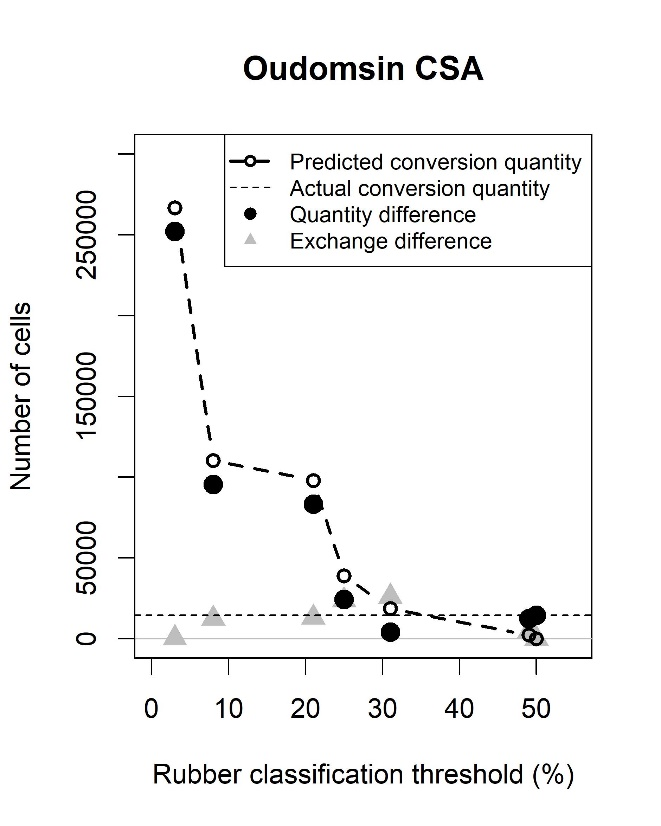 Oudomsin CSA
Predicted conversion quantity
Actual conversion quantity
Quantity difference
Exchange difference
250000
150000
50000
0
Number of cells
0 10 20 30 40 50
Rubber classification threshold (%)